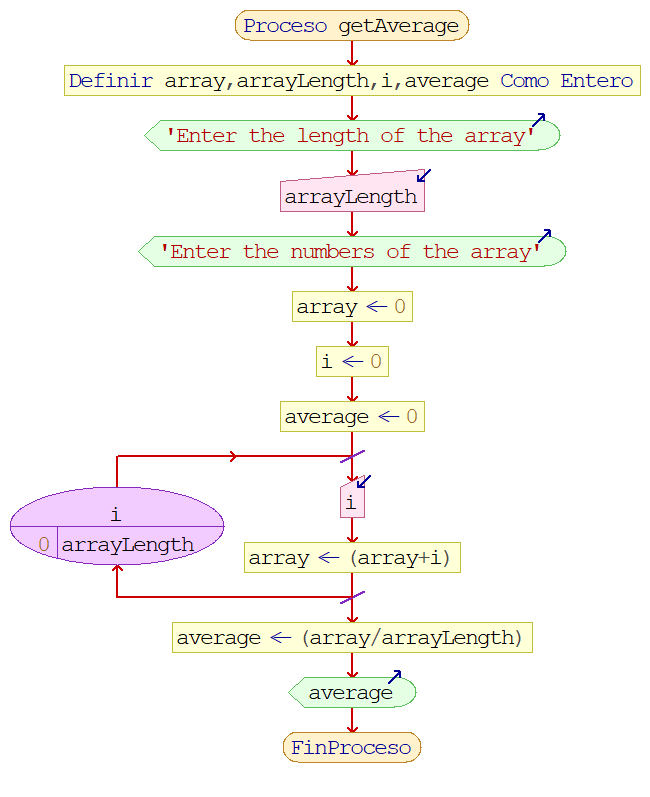 Proceso getAverage
Definir array,arrayLength,i,average Como Entero
'Enter the length of the array'
arrayLength
'Enter the numbers of the array'
array ← 0
i ← 0
average ← 0
i
0 arrayLength
i
array ← (array+i)
average ← (array/arrayLength)
average
FinProceso